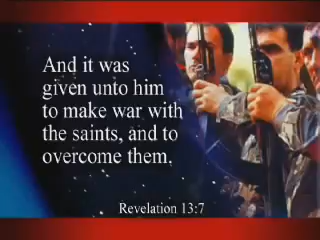 And it was
given unto him
to make war with
the saints, and to
overcome them.
Revelation 13:7